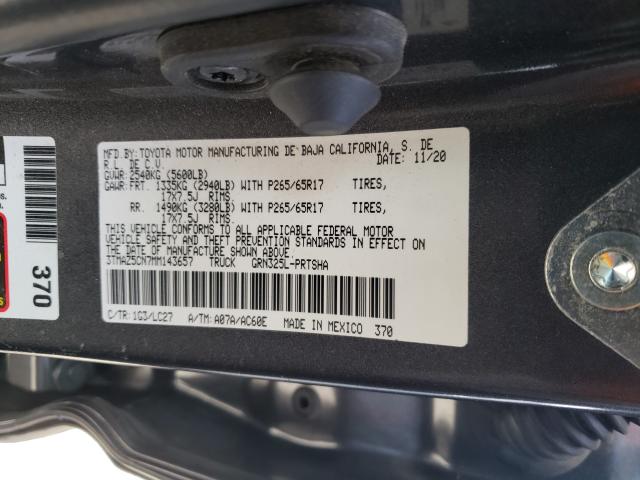 MFD.BY:TOYOTA MOTOR MANUFACTURING DE BAJA CALIFORNIA, S. DE
R.L. DE C.V. DATE: 11/20
GVWR:2540KG (5600LB)
GAWR:FRT. 1335KG (2940LB) WITH P265/65R17 TIRES,
17X7.5J RIMS.
RR. 1490KG (3280LB) WITH P265/65R17 TIRES,
17X7.5J RIMS.
THIS VEHICLE CONFORMS TO ALL APPLICABLE FEDERAL MOTOR
VEHICLE SAFETY AND THEFT PREVENTION STANDARDS IN EFFECT ON
THE DATE OF MANUFACTURE SHOWN ABOVE.
3TMAZ5CN7MM143657 TRUCK GRN325L-PRTSHA
C/TR:1G3/LC27 A/TM:A07A/AC60E MADE IN MEXICO 370
370